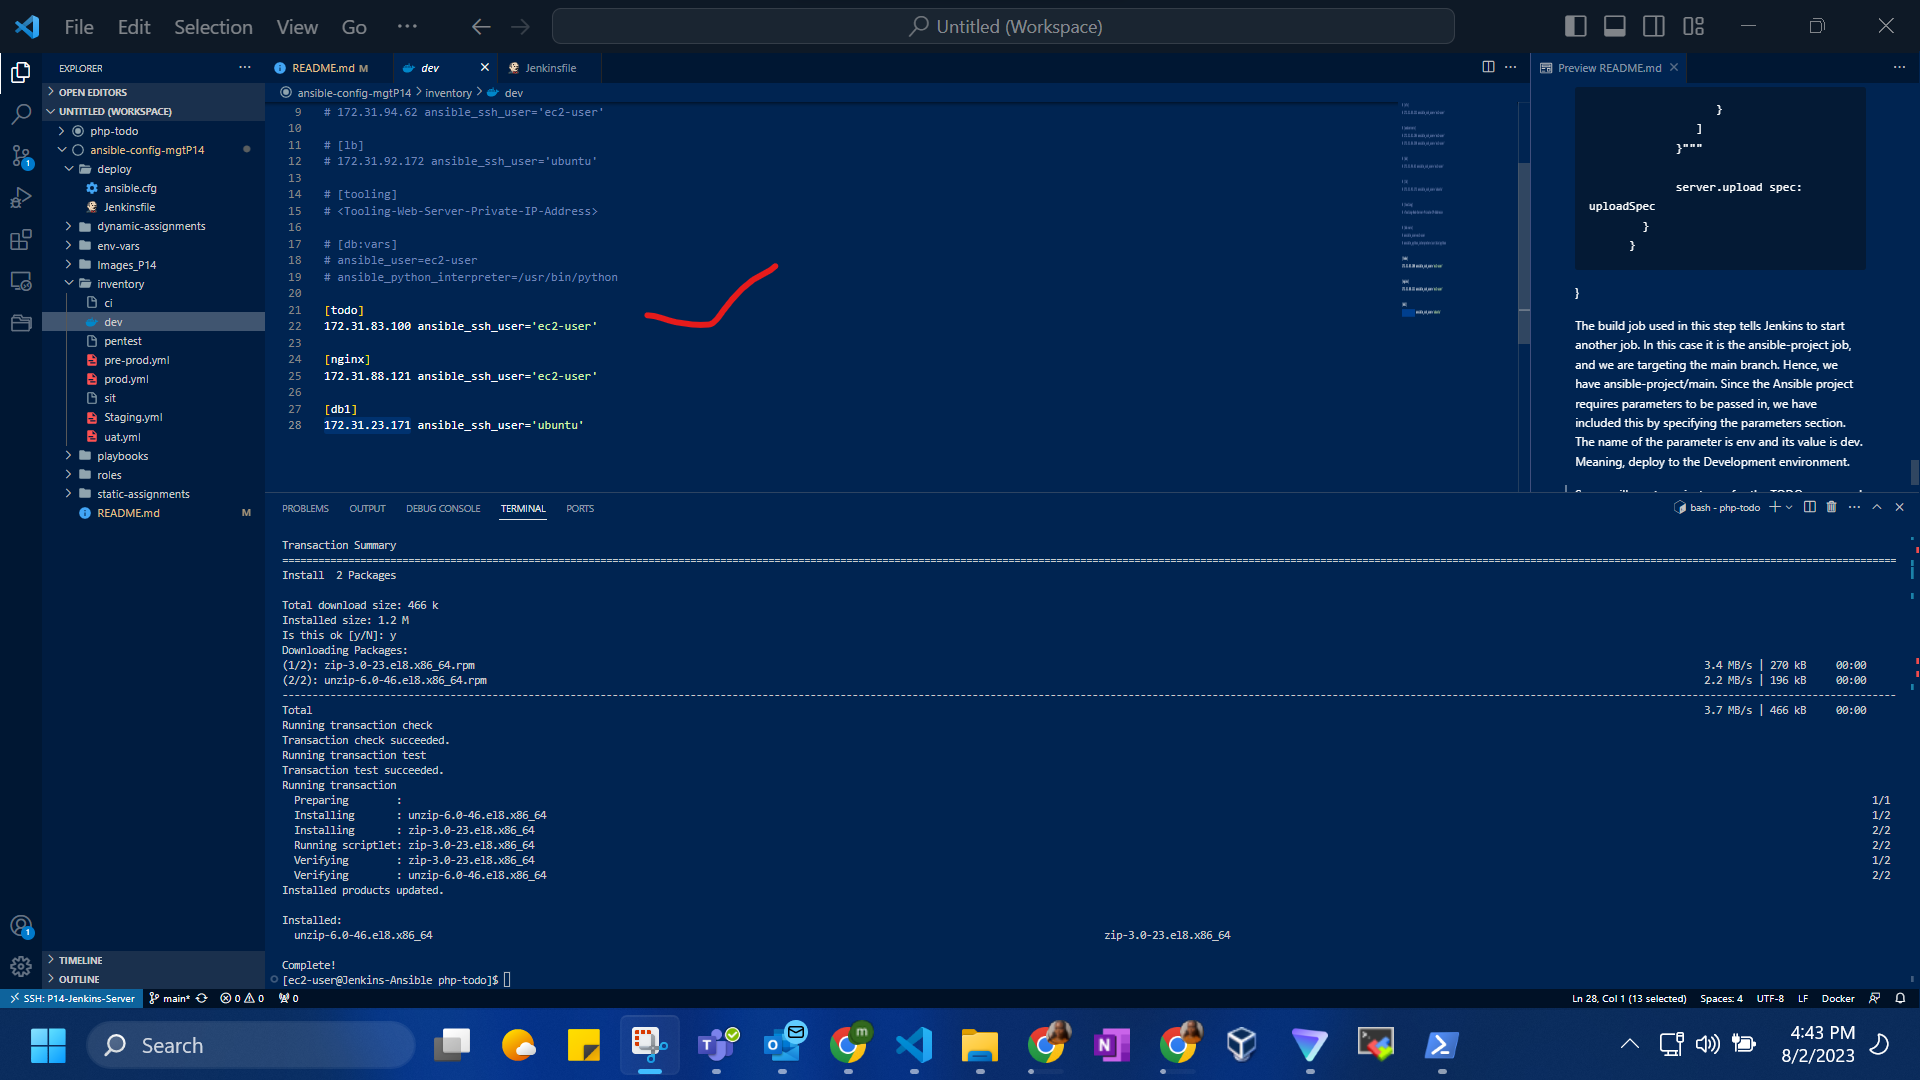 File Edit Selection View Go ···
Untitled (Workspace)
EXPLORER ···
OPEN EDITORS
UNTITLED (WORKSPACE)
php-todo
ansible-config-mgtP14
deploy
ansible.cfg
Jenkinsfile
dynamic-assignments
env-vars
Images_P14
inventory
ci
dev
pentest
pre-prod.yml
prod.yml
sit
Staging.yml
uat.yml
playbooks
roles
static-assignments
README.md M
TIMELINE
OUTLINE
README.md M
dev
Jenkinsfile
ansible-config-mgtP14 > inventory > dev
9 # 172.31.94.62 ansible_ssh_user='ec2-user'
10
11 # [lb]
12 # 172.31.92.172 ansible_ssh_user='ubuntu'
13
14 # [tooling]
15 # <Tooling-Web-Server-Private-IP-Address>
16
17 # [db:vars]
18 # ansible_user=ec2-user
19 # ansible_python_interpreter=/usr/bin/python
20
21 [todo]
22 172.31.83.100 ansible_ssh_user='ec2-user'
23
24 [nginx]
25 172.31.88.121 ansible_ssh_user='ec2-user'
26
27 [db1]
28 172.31.23.171 ansible_ssh_user='ubuntu'
Preview README.md
}
]
}"""
server.upload spec:
uploadSpec
}
}
}
The build job used in this step tells Jenkins to start
another job. In this case it is the ansible-project job,
and we are targeting the main branch. Hence, we
have ansible-project/main. Since the Ansible project
requires parameters to be passed in, we have
included this by specifying the parameters section.
The name of the parameter is env and its value is dev.
Meaning, deploy to the Development environment.
PROBLEMS OUTPUT DEBUG CONSOLE TERMINAL PORTS
bash - php-todo
Transaction Summary
Install  2 Packages
Total download size: 466 k
Installed size: 1.2 M
Is this ok [y/N]: y
Downloading Packages:
(1/2): zip-3.0-23.el8.x86_64.rpm 3.4 MB/s | 270 kB 00:00
(2/2): unzip-6.0-46.el8.x86_64.rpm 2.2 MB/s | 196 kB 00:00
Total 3.7 MB/s | 466 kB 00:00
Running transaction check
Transaction check succeeded.
Running transaction test
Transaction test succeeded.
Running transaction
Preparing : 1/1
Installing : unzip-6.0-46.el8.x86_64 1/2
Installing : zip-3.0-23.el8.x86_64 2/2
Running scriptlet: zip-3.0-23.el8.x86_64 2/2
Verifying : zip-3.0-23.el8.x86_64 1/2
Verifying : unzip-6.0-46.el8.x86_64 2/2
Installed products updated.
Installed:
unzip-6.0-46.el8.x86_64 zip-3.0-23.el8.x86_64
Complete!
[ec2-user@Jenkins-Ansible php-todo]$
SSH: P14-Jenkins-Server main* 0 0 0 Ln 28, Col 1 (13 selected) Spaces: 4 UTF-8 LF Docker
Search
4:43 PM
8/2/2023